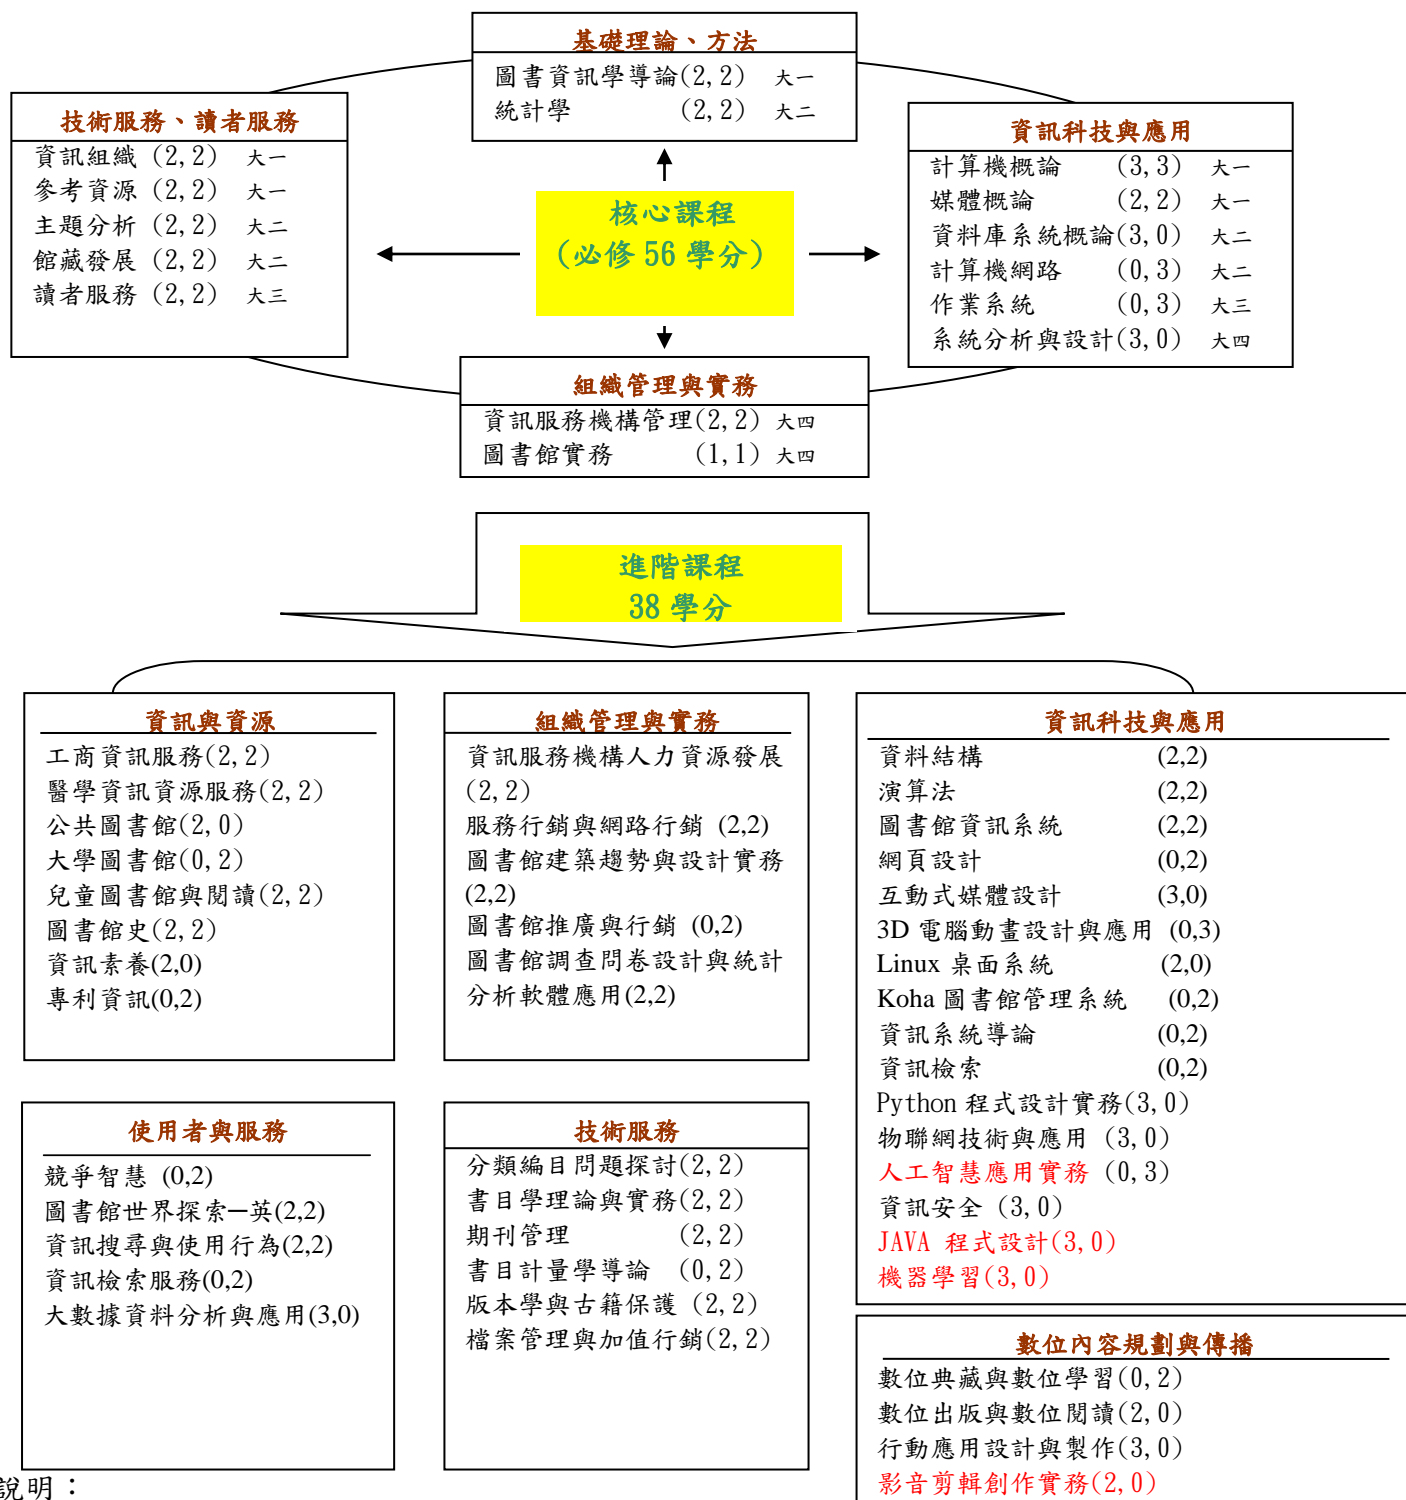 基礎理論、方法
圖書資訊學導論(2,2) 大一
統計學 (2,2) 大二
技術服務、讀者服務
資訊組織 (2,2) 大一
參考資源 (2,2) 大一
主題分析 (2,2) 大二
館藏發展 (2,2) 大二
讀者服務 (2,2) 大三
核心課程
(必修 56 學分)
資訊科技與應用
計算機概論 (3,3) 大一
媒體概論 (2,2) 大一
資料庫系統概論(3,0) 大二
計算機網路 (0,3) 大二
作業系統 (0,3) 大三
系統分析與設計(3,0) 大四
組織管理與實務
資訊服務機構管理(2,2) 大四
圖書館實務 (1,1) 大四
進階課程
38 學分
資訊與資源
工商資訊服務(2,2)
醫學資訊資源服務(2,2)
公共圖書館(2,0)
大學圖書館(0,2)
兒童圖書館與閱讀(2,2)
圖書館史(2,2)
資訊素養(2,0)
專利資訊(0,2)
組織管理與實務
資訊服務機構人力資源發展
(2,2)
服務行銷與網路行銷 (2,2)
圖書館建築趨勢與設計實務
(2,2)
圖書館推廣與行銷 (0,2)
圖書館調查問卷設計與統計
分析軟體應用(2,2)
資訊科技與應用
資料結構 (2,2)
演算法 (2,2)
圖書館資訊系統 (2,2)
網頁設計 (0,2)
互動式媒體設計 (3,0)
3D 電腦動畫設計與應用 (0,3)
Linux 桌面系統 (2,0)
Koha 圖書館管理系統 (0,2)
資訊系統導論 (0,2)
資訊檢索 (0,2)
Python 程式設計實務(3,0)
物聯網技術與應用 (3,0)
人工智慧應用實務 (0,3)
資訊安全 (3,0)
JAVA 程式設計(3,0)
機器學習(3,0)
使用者與服務
競爭智慧 (0,2)
圖書館世界探索─英(2,2)
資訊搜尋與使用行為(2,2)
資訊檢索服務(0,2)
大數據資料分析與應用(3,0)
技術服務
分類編目問題探討(2,2)
書目學理論與實務(2,2)
期刊管理 (2,2)
書目計量學導論 (0,2)
版本學與古籍保護 (2,2)
檔案管理與加值行銷(2,2)
數位內容規劃與傳播
數位典藏與數位學習(0,2)
數位出版與數位閱讀(2,0)
行動應用設計與製作(3,0)
影音剪輯創作實務(2,0)
說明：